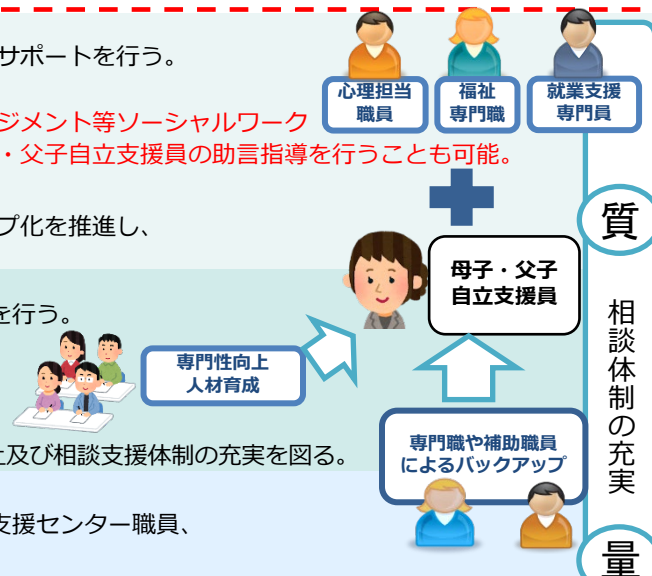 サポートを行う。
心理担当
職員
福祉
専門職
就業支援
専門員
ジメント等ソーシャルワーク
・父子自立支援員の助言指導を行うことも可能。
質
プ化を推進し、
母子・父子
自立支援員
を行う。
専門性向上
人材育成
相談体制の充実
専門職や補助職員
によるバックアップ
及び相談支援体制の充実を図る。
支援センター職員、
量